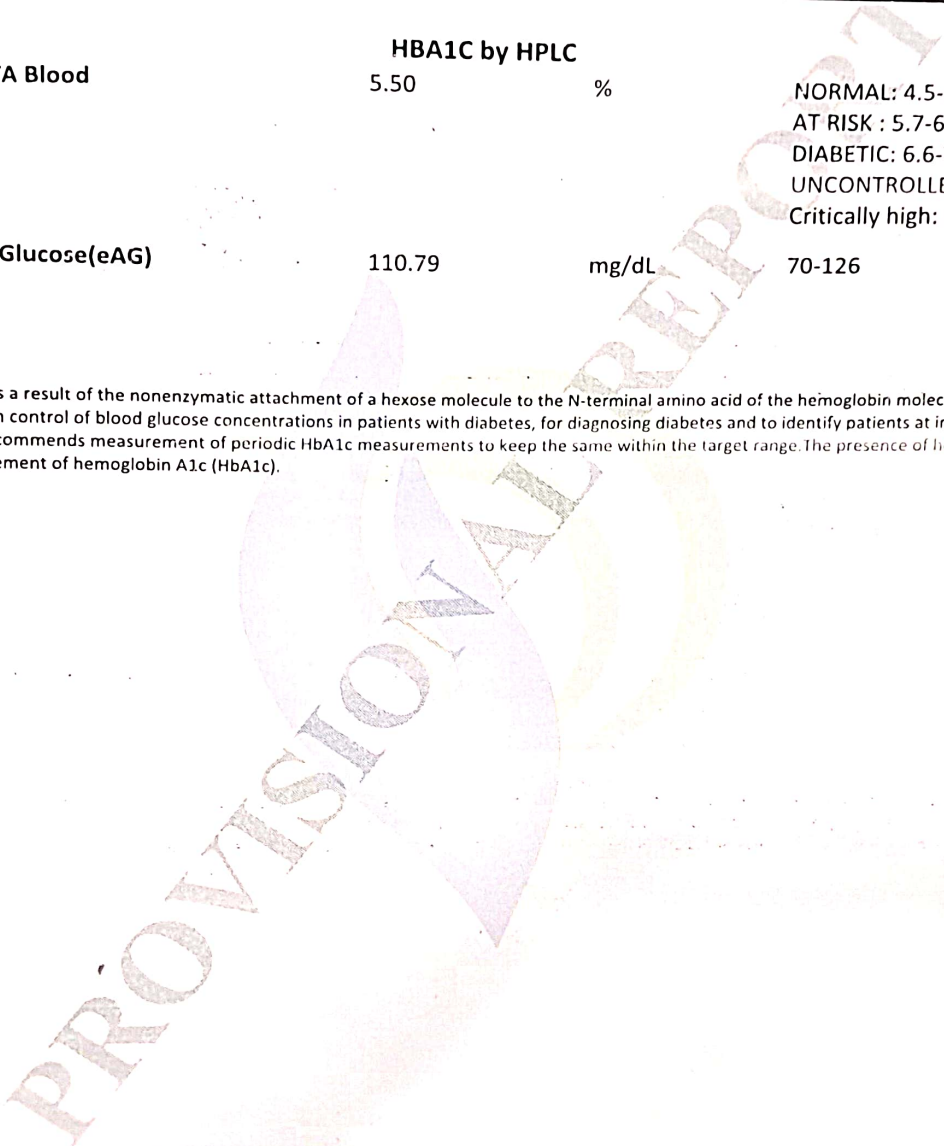 HBA1C by HPLC
A Blood 5.50 % NORMAL: 4.5-
AT RISK : 5.7-6
DIABETIC: 6.6-
UNCONTROLLE
Critically high:
Glucose(eAG) 110.79 mg/dL 70-126
s a result of the nonenzymatic attachment of a hexose molecule to the N-terminal amino acid of the hemoglobin molec
n control of blood glucose concentrations in patients with diabetes, for diagnosing diabetes and to identify patients at i
commends measurement of periodic HbA1c measurements to keep the same within the target range.The presence of h
ement of hemoglobin A1c (HbA1c).
PROVISIONAL REPORT